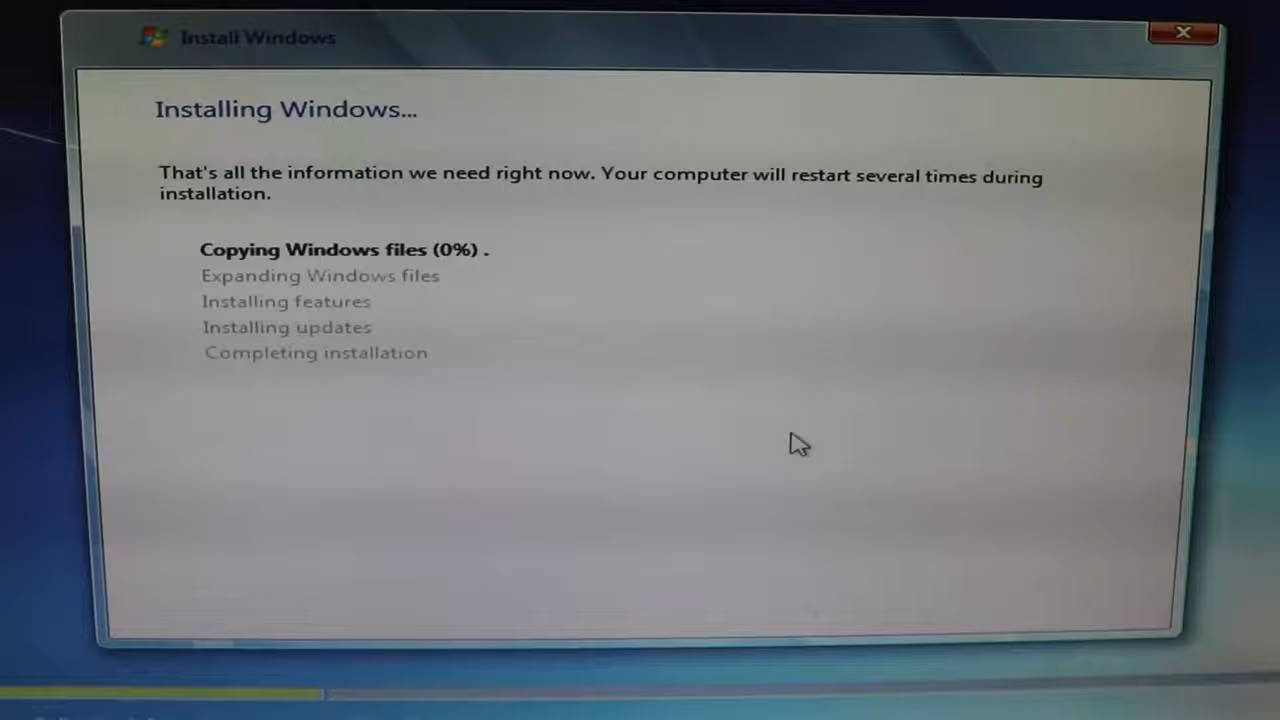 Install Windows
Installing Windows...
That's all the information we need right now. Your computer will restart several times during
installation.
Copying Windows files (0%) .
Expanding Windows files
Installing features
Installing updates
Completing installation